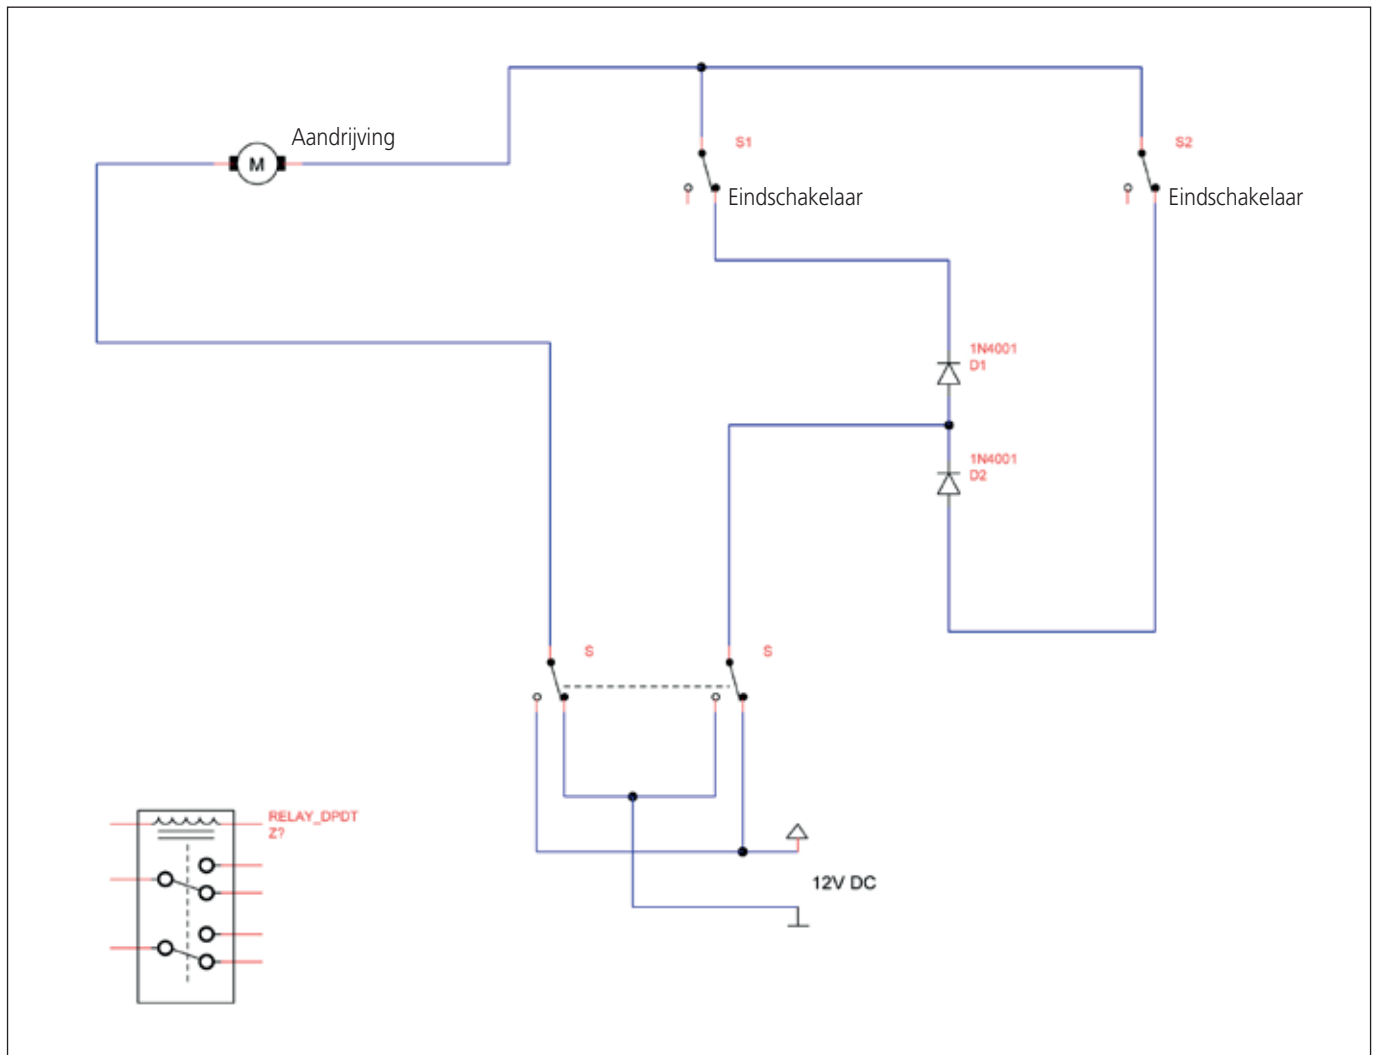 Aandrijving
M
S1
Eindschakelaar
S2
Eindschakelaar
1N4001
D1
1N4001
D2
S
S
RELAY_DPDT
Z?
12V DC